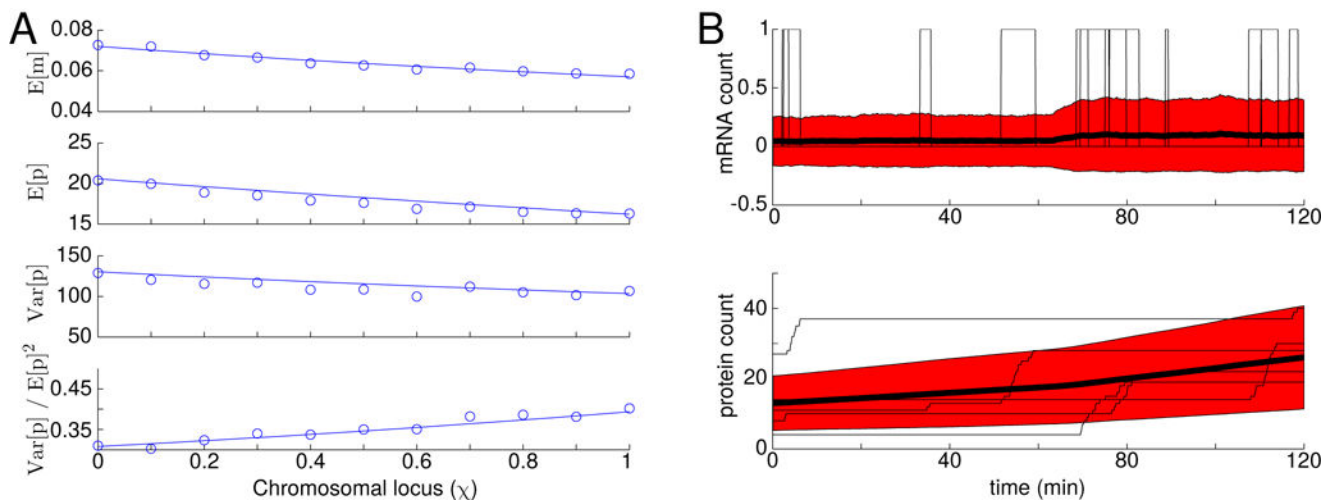 A
0.08
0.06
0.04
E[m]
25
20
15
E[p]
150
100
50
Var[p]
0.45
0.35
Var[p] / E[p]²
0 0.2 0.4 0.6 0.8 1
Chromosomal locus (χ)
B
1
0.5
0
-0.5
mRNA count
0 40 80 120
40
20
0
protein count
0 40 80 120
time (min)